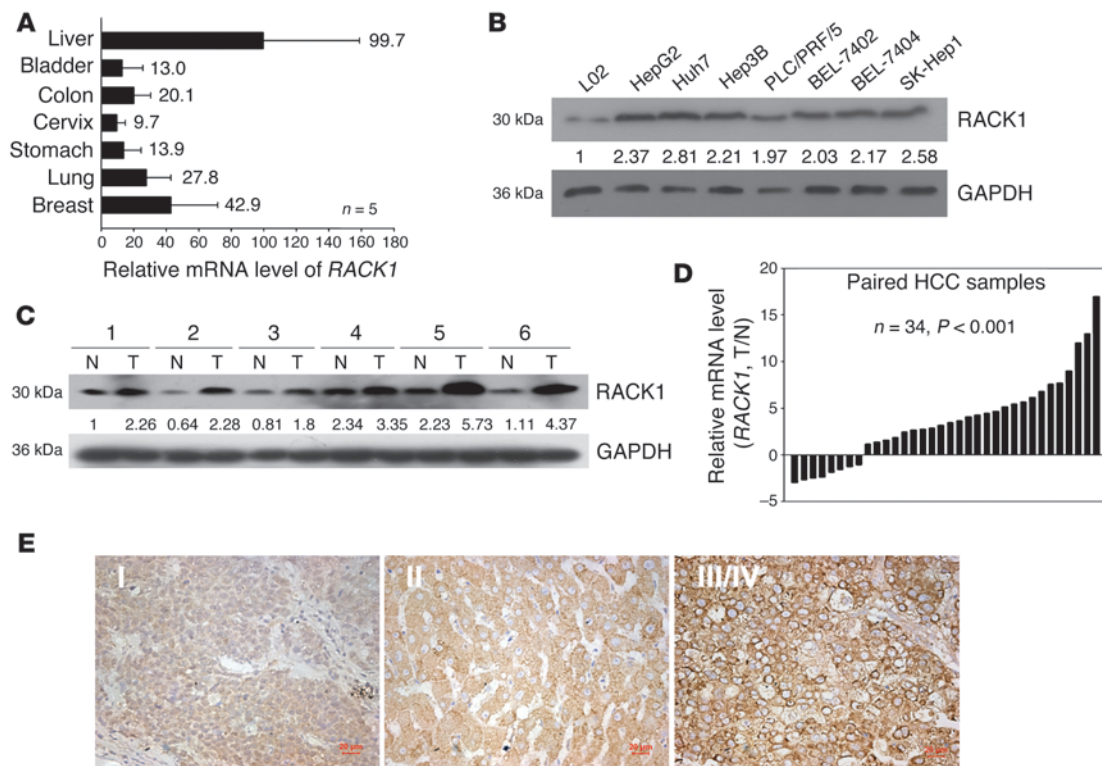 A
Liver 99.7
Bladder 13.0
Colon 20.1
Cervix 9.7
Stomach 13.9
Lung 27.8
Breast 42.9
n = 5
0 20 40 60 80 100 120 140 160 180
Relative mRNA level of RACK1
B
L02 HepG2 Huh7 Hep3B PLC/PRF/5 BEL-7402 BEL-7404 SK-Hep1
30 kDa RACK1
1 2.37 2.81 2.21 1.97 2.03 2.17 2.58
36 kDa GAPDH
C
1 2 3 4 5 6
N T N T N T N T N T N T
30 kDa RACK1
1 2.26 0.64 2.28 0.81 1.8 2.34 3.35 2.23 5.73 1.11 4.37
36 kDa GAPDH
D
Relative mRNA level
(RACK1, T/N)
20
15
10
5
0
–5
Paired HCC samples
n = 34, P < 0.001
E
I II III/IV
20 μm 20 μm 20 μm